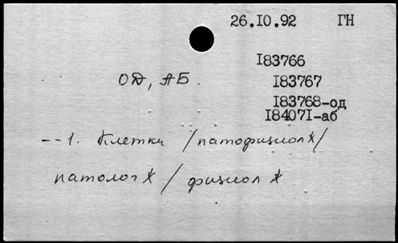 26.10.92 ГН
183766
ОД, АБ 183767
183768-од
184071-аб
--1. Клетки /патофизиол*/
патолог* / физиол*